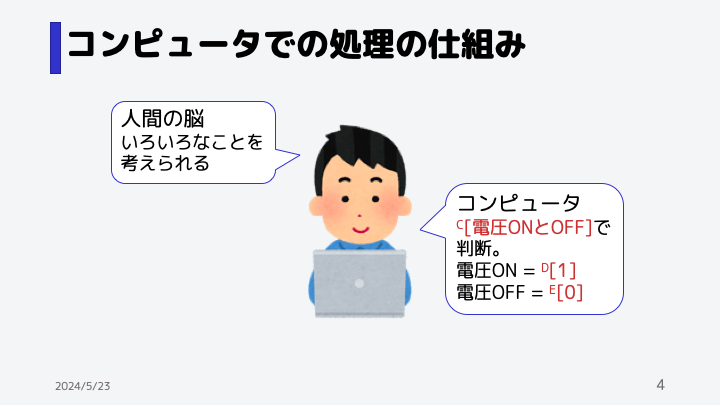 コンピュータでの処理の仕組み
人間の脳
いろいろなことを
考えられる
コンピュータ
C[電圧ONとOFF]で
判断。
電圧ON = D[1]
電圧OFF = E[0]
2024/5/23
4